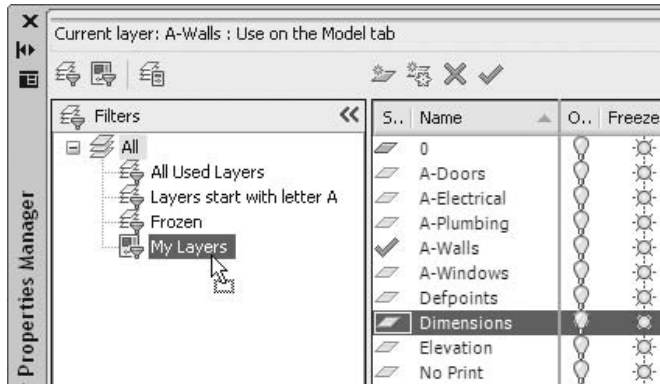 Current layer: A-Walls : Use on the Model tab
Filters
All
All Used Layers
Layers start with letter A
Frozen
My Layers
S.. Name O.. Freeze
0
A-Doors
A-Electrical
A-Plumbing
A-Walls
A-Windows
Defpoints
Dimensions
Elevation
No Print
Properties Manager